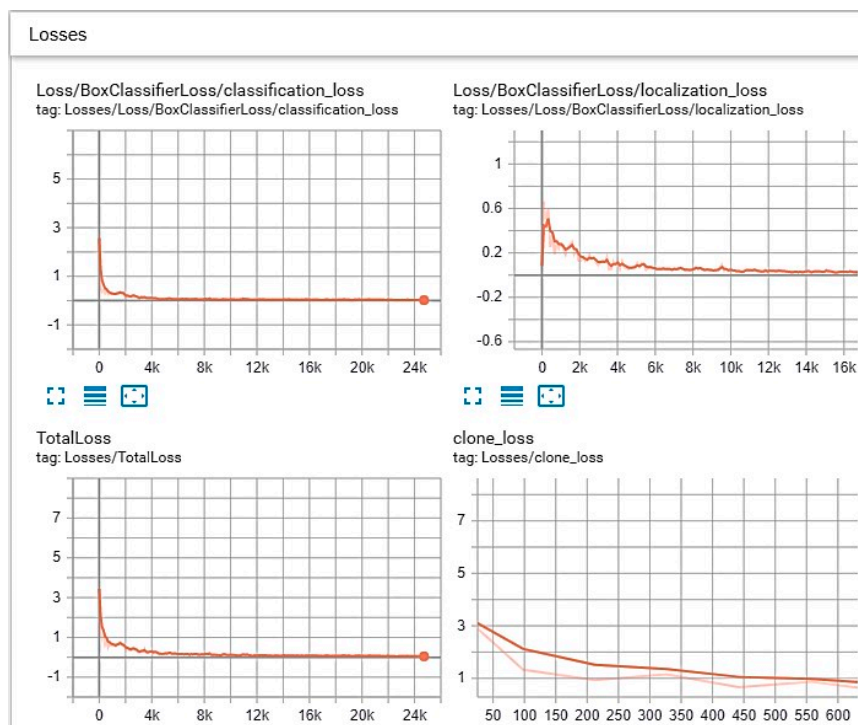 Losses
Loss/BoxClassifierLoss/classification_loss
tag: Losses/Loss/BoxClassifierLoss/classification_loss
5
3
1
-1
0 4k 8k 12k 16k 20k 24k
Loss/BoxClassifierLoss/localization_loss
tag: Losses/Loss/BoxClassifierLoss/localization_loss
1
0.6
0.2
-0.2
-0.6
0 2k 4k 6k 8k 10k 12k 14k 16k
TotalLoss
tag: Losses/TotalLoss
7
5
3
1
-1
0 4k 8k 12k 16k 20k 24k
clone_loss
tag: Losses/clone_loss
7
5
3
1
50 100 150 200 250 300 350 400 450 500 550 600